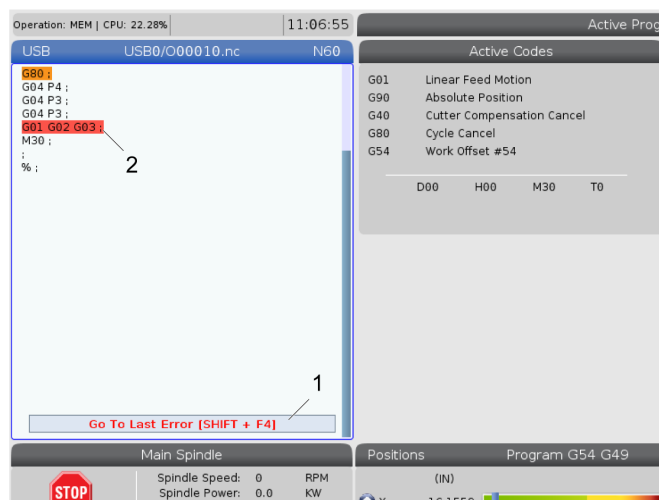 Operation: MEM | CPU: 22.28%
11:06:55
Active Prog
USB USB0/O00010.nc N60
G80 ;
G04 P4 ;
G04 P3 ;
G04 P3 ;
G01 G02 G03 ;
M30 ;
;
% ;
2
1
Go To Last Error [SHIFT + F4]
Active Codes
G01 Linear Feed Motion
G90 Absolute Position
G40 Cutter Compensation Cancel
G80 Cycle Cancel
G54 Work Offset #54
D00 H00 M30 T0
Main Spindle
STOP
Spindle Speed: 0 RPM
Spindle Power: 0.0 KW
Positions Program G54 G49
(IN)